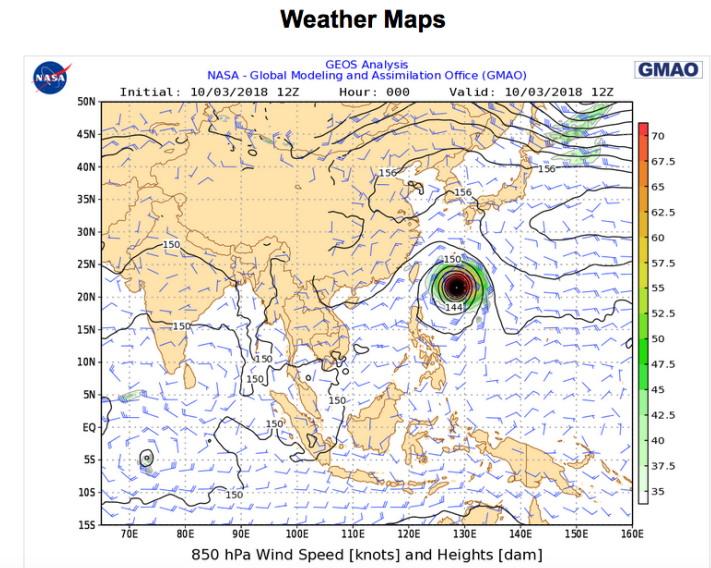 Weather Maps
NASA
GEOS Analysis
NASA - Global Modeling and Assimilation Office (GMAO)
GMAO
Initial: 10/03/2018 12Z Hour: 000 Valid: 10/03/2018 12Z
50N
45N
40N
35N
30N
25N
20N
15N
10N
5N
EQ
5S
10S
15S
156
156
156
150
150
144
150
150
150
150
150
150
70
67.5
65
62.5
60
57.5
55
52.5
50
47.5
45
42.5
40
37.5
35
70E 80E 90E 100E 110E 120E 130E 140E 150E 160E
850 hPa Wind Speed [knots] and Heights [dam]